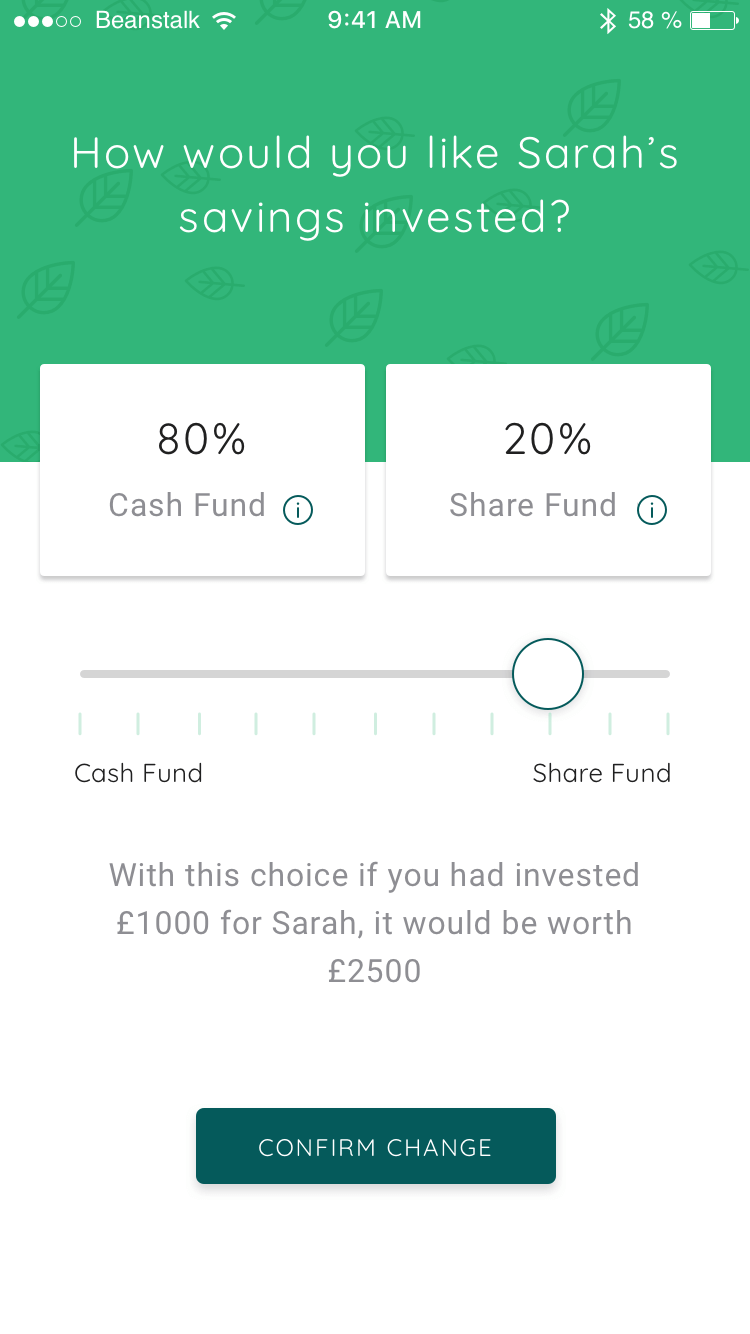 Beanstalk 9:41 AM 58 %
How would you like Sarah’s
savings invested?
80% 20%
Cash Fund i Share Fund i
Cash Fund Share Fund
With this choice if you had invested
£1000 for Sarah, it would be worth
£2500
CONFIRM CHANGE